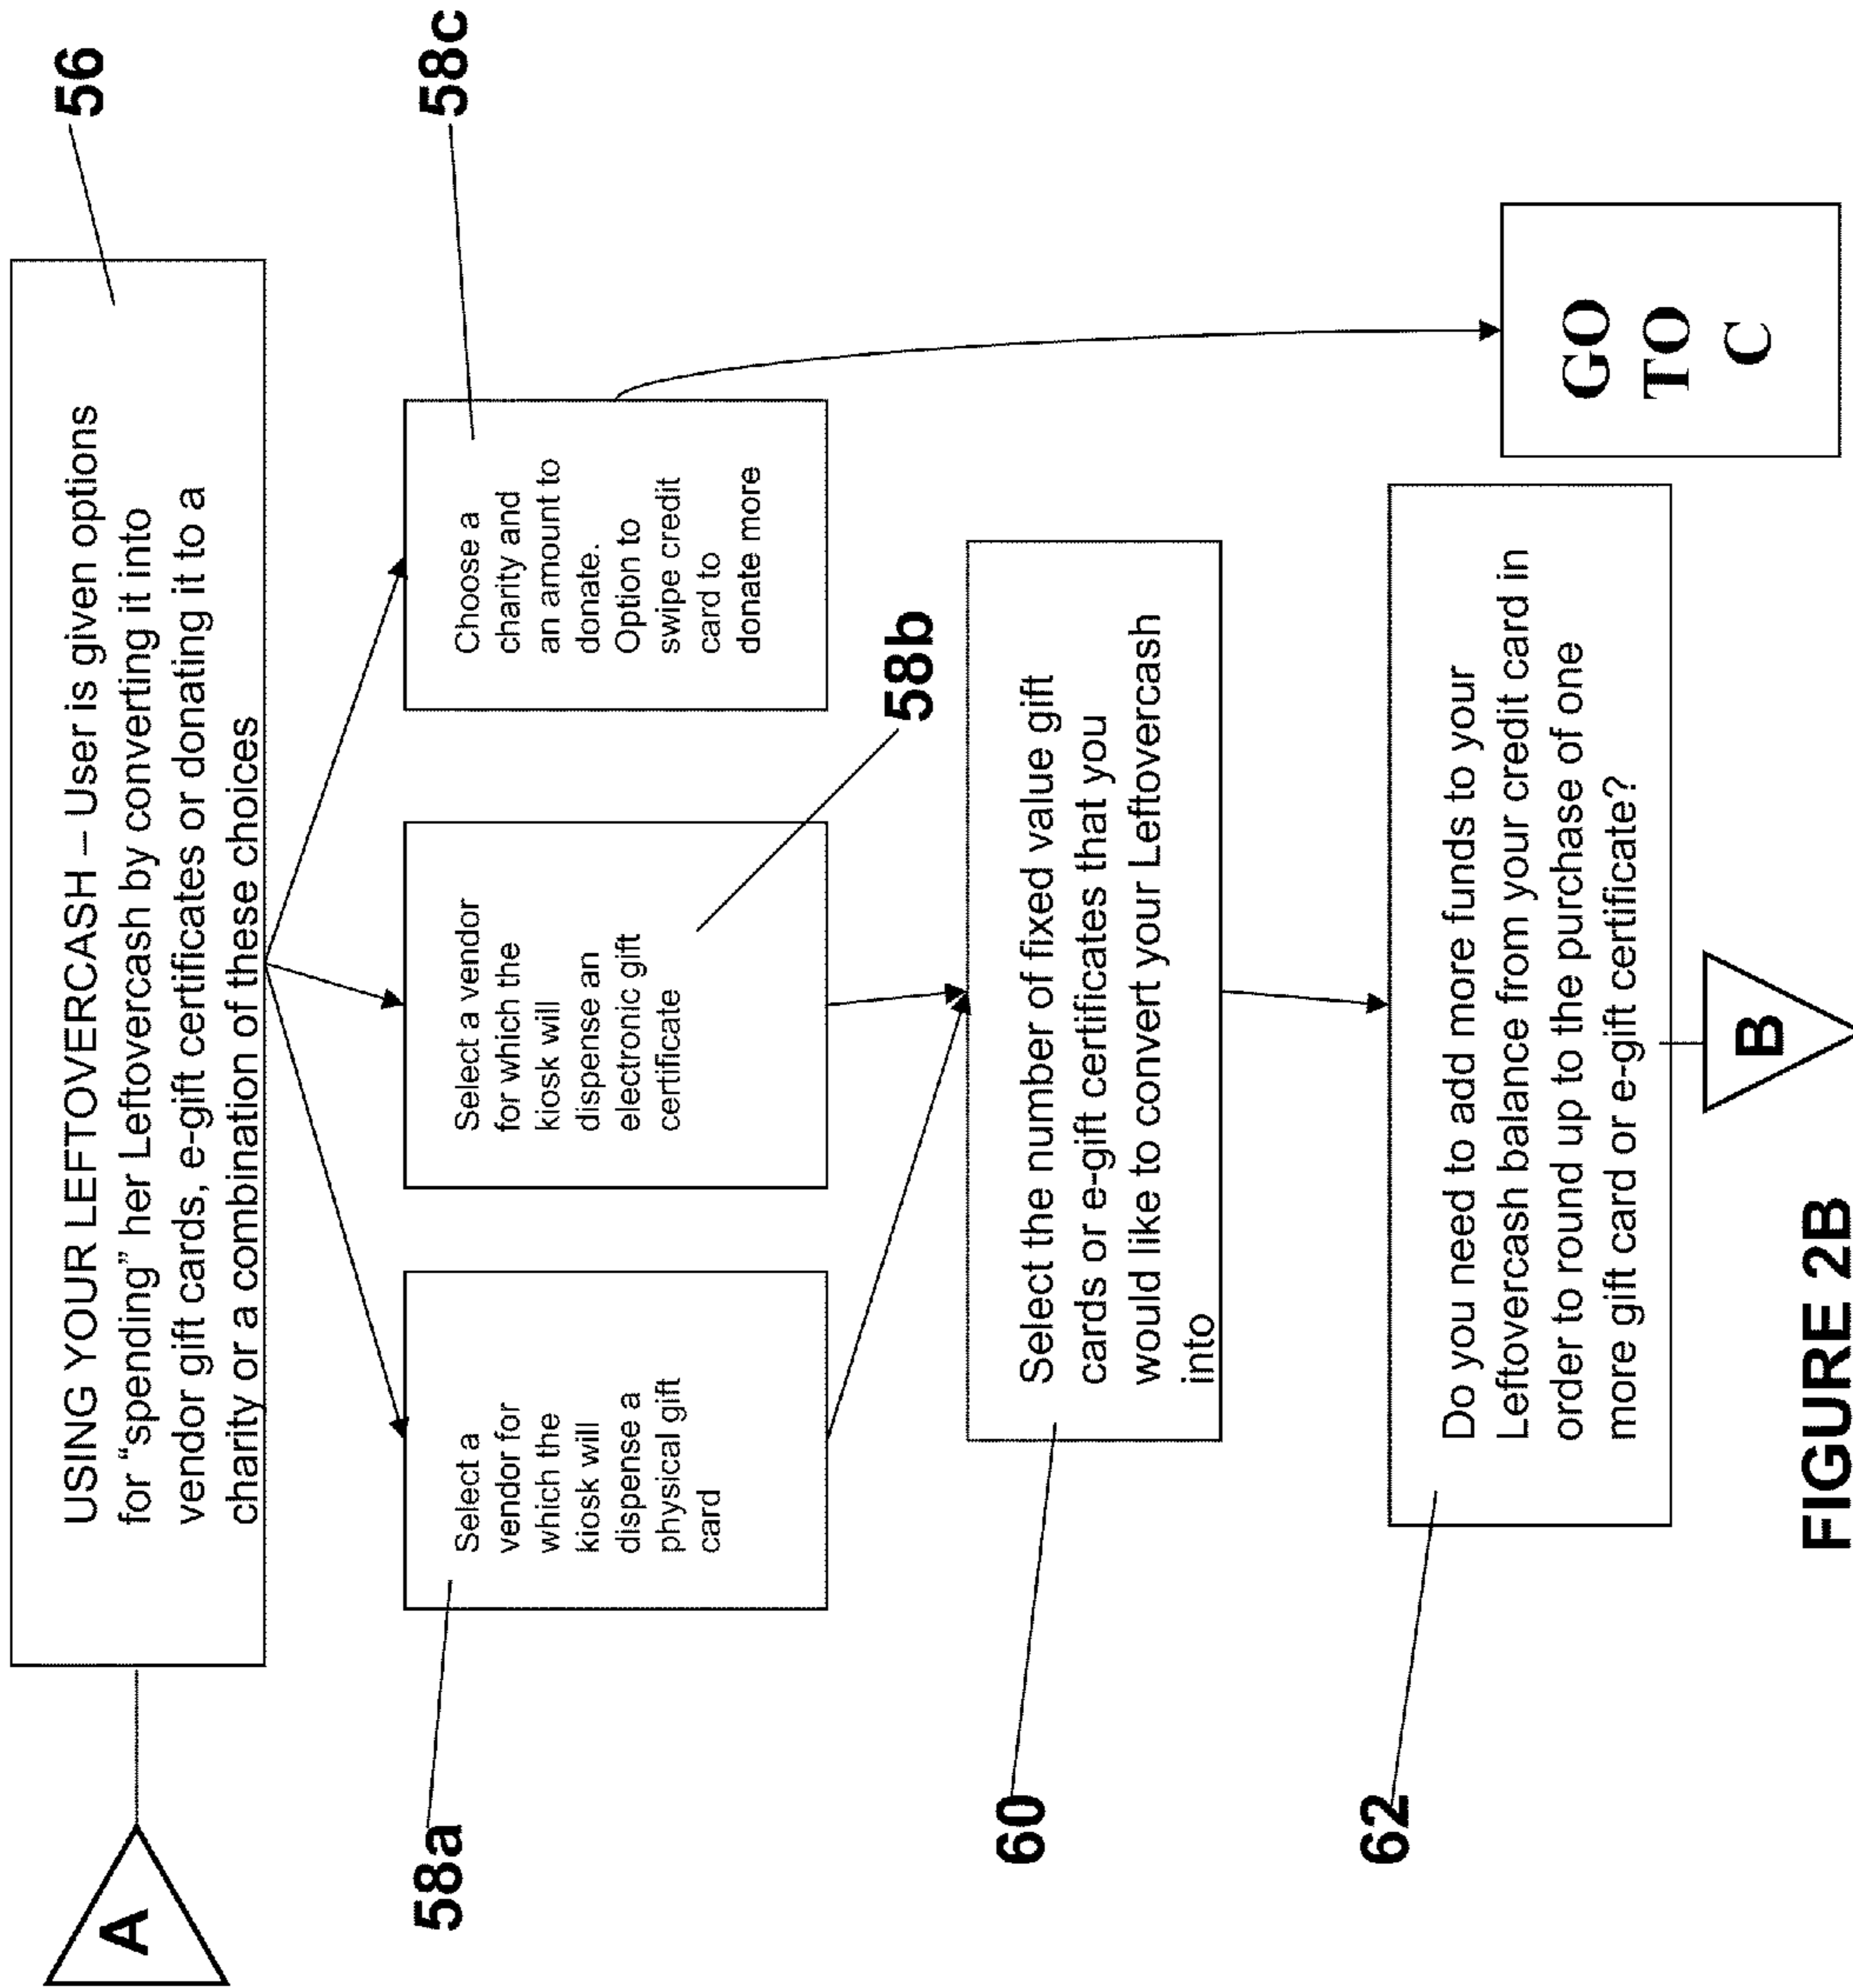 A
USING YOUR LEFTOVERCASH – User is given options
for “spending” her Leftovercash by converting it into
vendor gift cards, e-gift certificates or donating it to a
charity or a combination of these choices
56
58a
Select a
vendor for
which the
kiosk will
dispense a
physical gift
card
Select a vendor
for which the
kiosk will
dispense an
electronic gift
certificate
58b
Choose a
charity and
an amount to
donate.
Option to
swipe credit
card to
donate more
58c
60
Select the number of fixed value gift
cards or e-gift certificates that you
would like to convert your Leftovercash
into
62
Do you need to add more funds to your
Leftovercash balance from your credit card in
order to round up to the purchase of one
more gift card or e-gift certificate?
GO
TO
C
B
FIGURE 2B